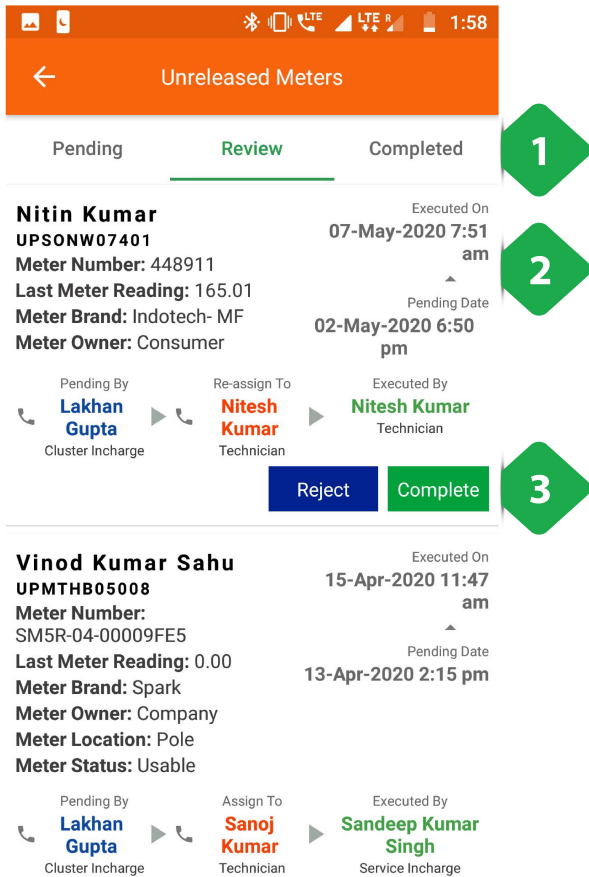 LTE LTE R 1:58
Unreleased Meters
Pending Review Completed
1
Nitin Kumar
UPSONW07401
Meter Number: 448911
Last Meter Reading: 165.01
Meter Brand: Indotech- MF
Meter Owner: Consumer
Executed On
07-May-2020 7:51
am
Pending Date
02-May-2020 6:50
pm
2
Pending By
Lakhan
Gupta
Cluster Incharge
Re-assign To
Nitesh
Kumar
Technician
Executed By
Nitesh Kumar
Technician
Reject Complete
3
Vinod Kumar Sahu
UPMTHB05008
Meter Number:
SM5R-04-00009FE5
Last Meter Reading: 0.00
Meter Brand: Spark
Meter Owner: Company
Meter Location: Pole
Meter Status: Usable
Executed On
15-Apr-2020 11:47
am
Pending Date
13-Apr-2020 2:15 pm
Pending By
Lakhan
Gupta
Cluster Incharge
Assign To
Sanoj
Kumar
Technician
Executed By
Sandeep Kumar
Singh
Service Incharge